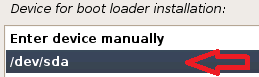 Device for boot loader installation:
Enter device manually
/dev/sda